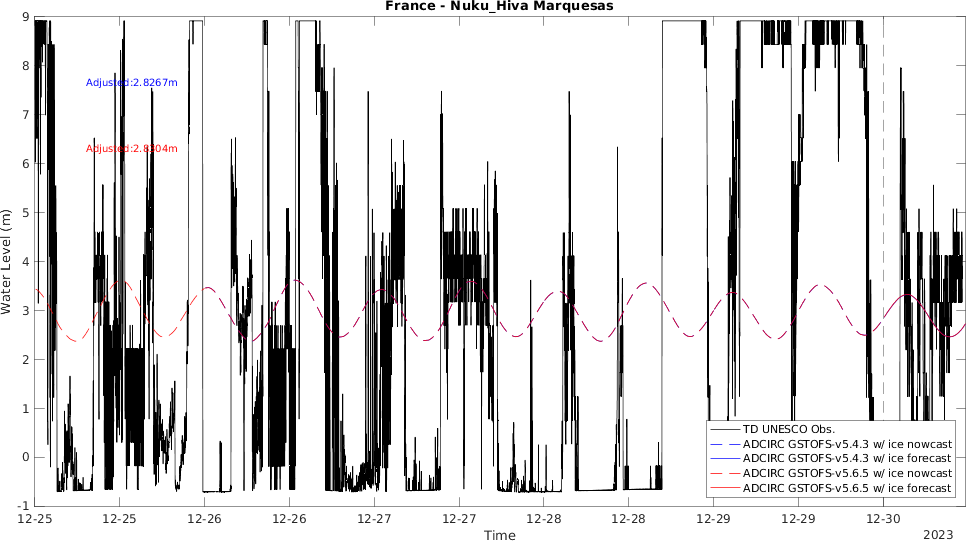 France - Nuku_Hiva Marquesas
9
8
7
6
5
4
3
2
1
0
-1
Water Level (m)
Adjusted:2.8267m
Adjusted:2.8304m
TD UNESCO Obs.
ADCIRC GSTOFS-v5.4.3 w/ ice nowcast
ADCIRC GSTOFS-v5.4.3 w/ ice forecast
ADCIRC GSTOFS-v5.6.5 w/ ice nowcast
ADCIRC GSTOFS-v5.6.5 w/ ice forecast
12-25 12-25 12-26 12-26 12-27 12-27 12-28 12-28 12-29 12-29 12-30
Time
2023